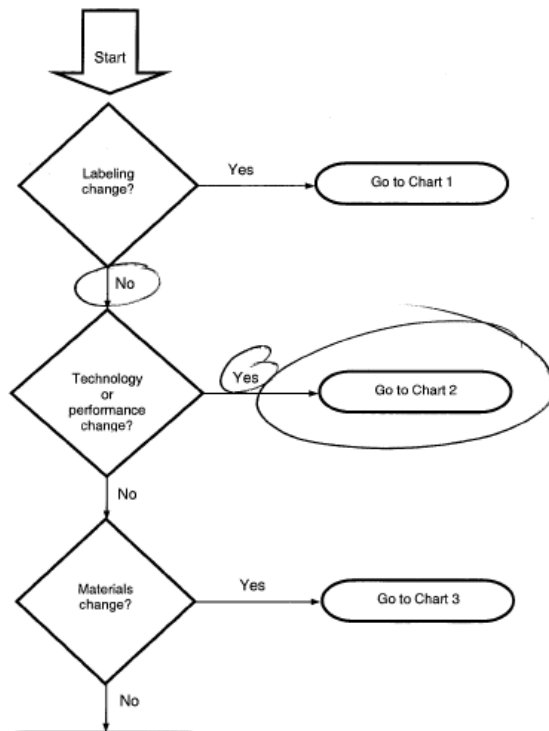 Start
Labeling
change?
Yes
Go to Chart 1
No
Technology
or
performance
change?
Yes
Go to Chart 2
No
Materials
change?
Yes
Go to Chart 3
No